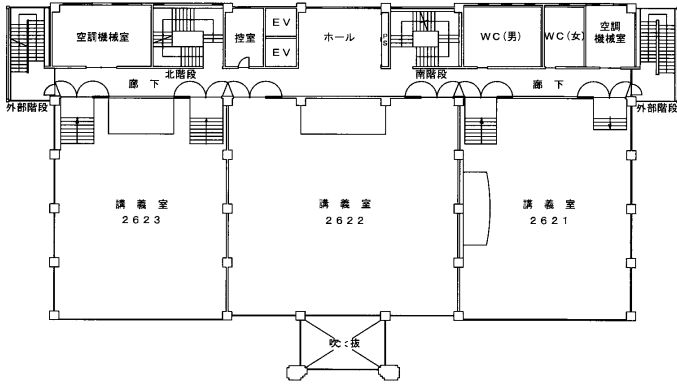 空調機械室
控室
EV
EV
ホール
PS
WC(男)
WC(女)
空調
機械室
北階段
南階段
廊下
廊下
外部階段
外部階段
講義室
2623
講義室
2622
講義室
2621
吹抜